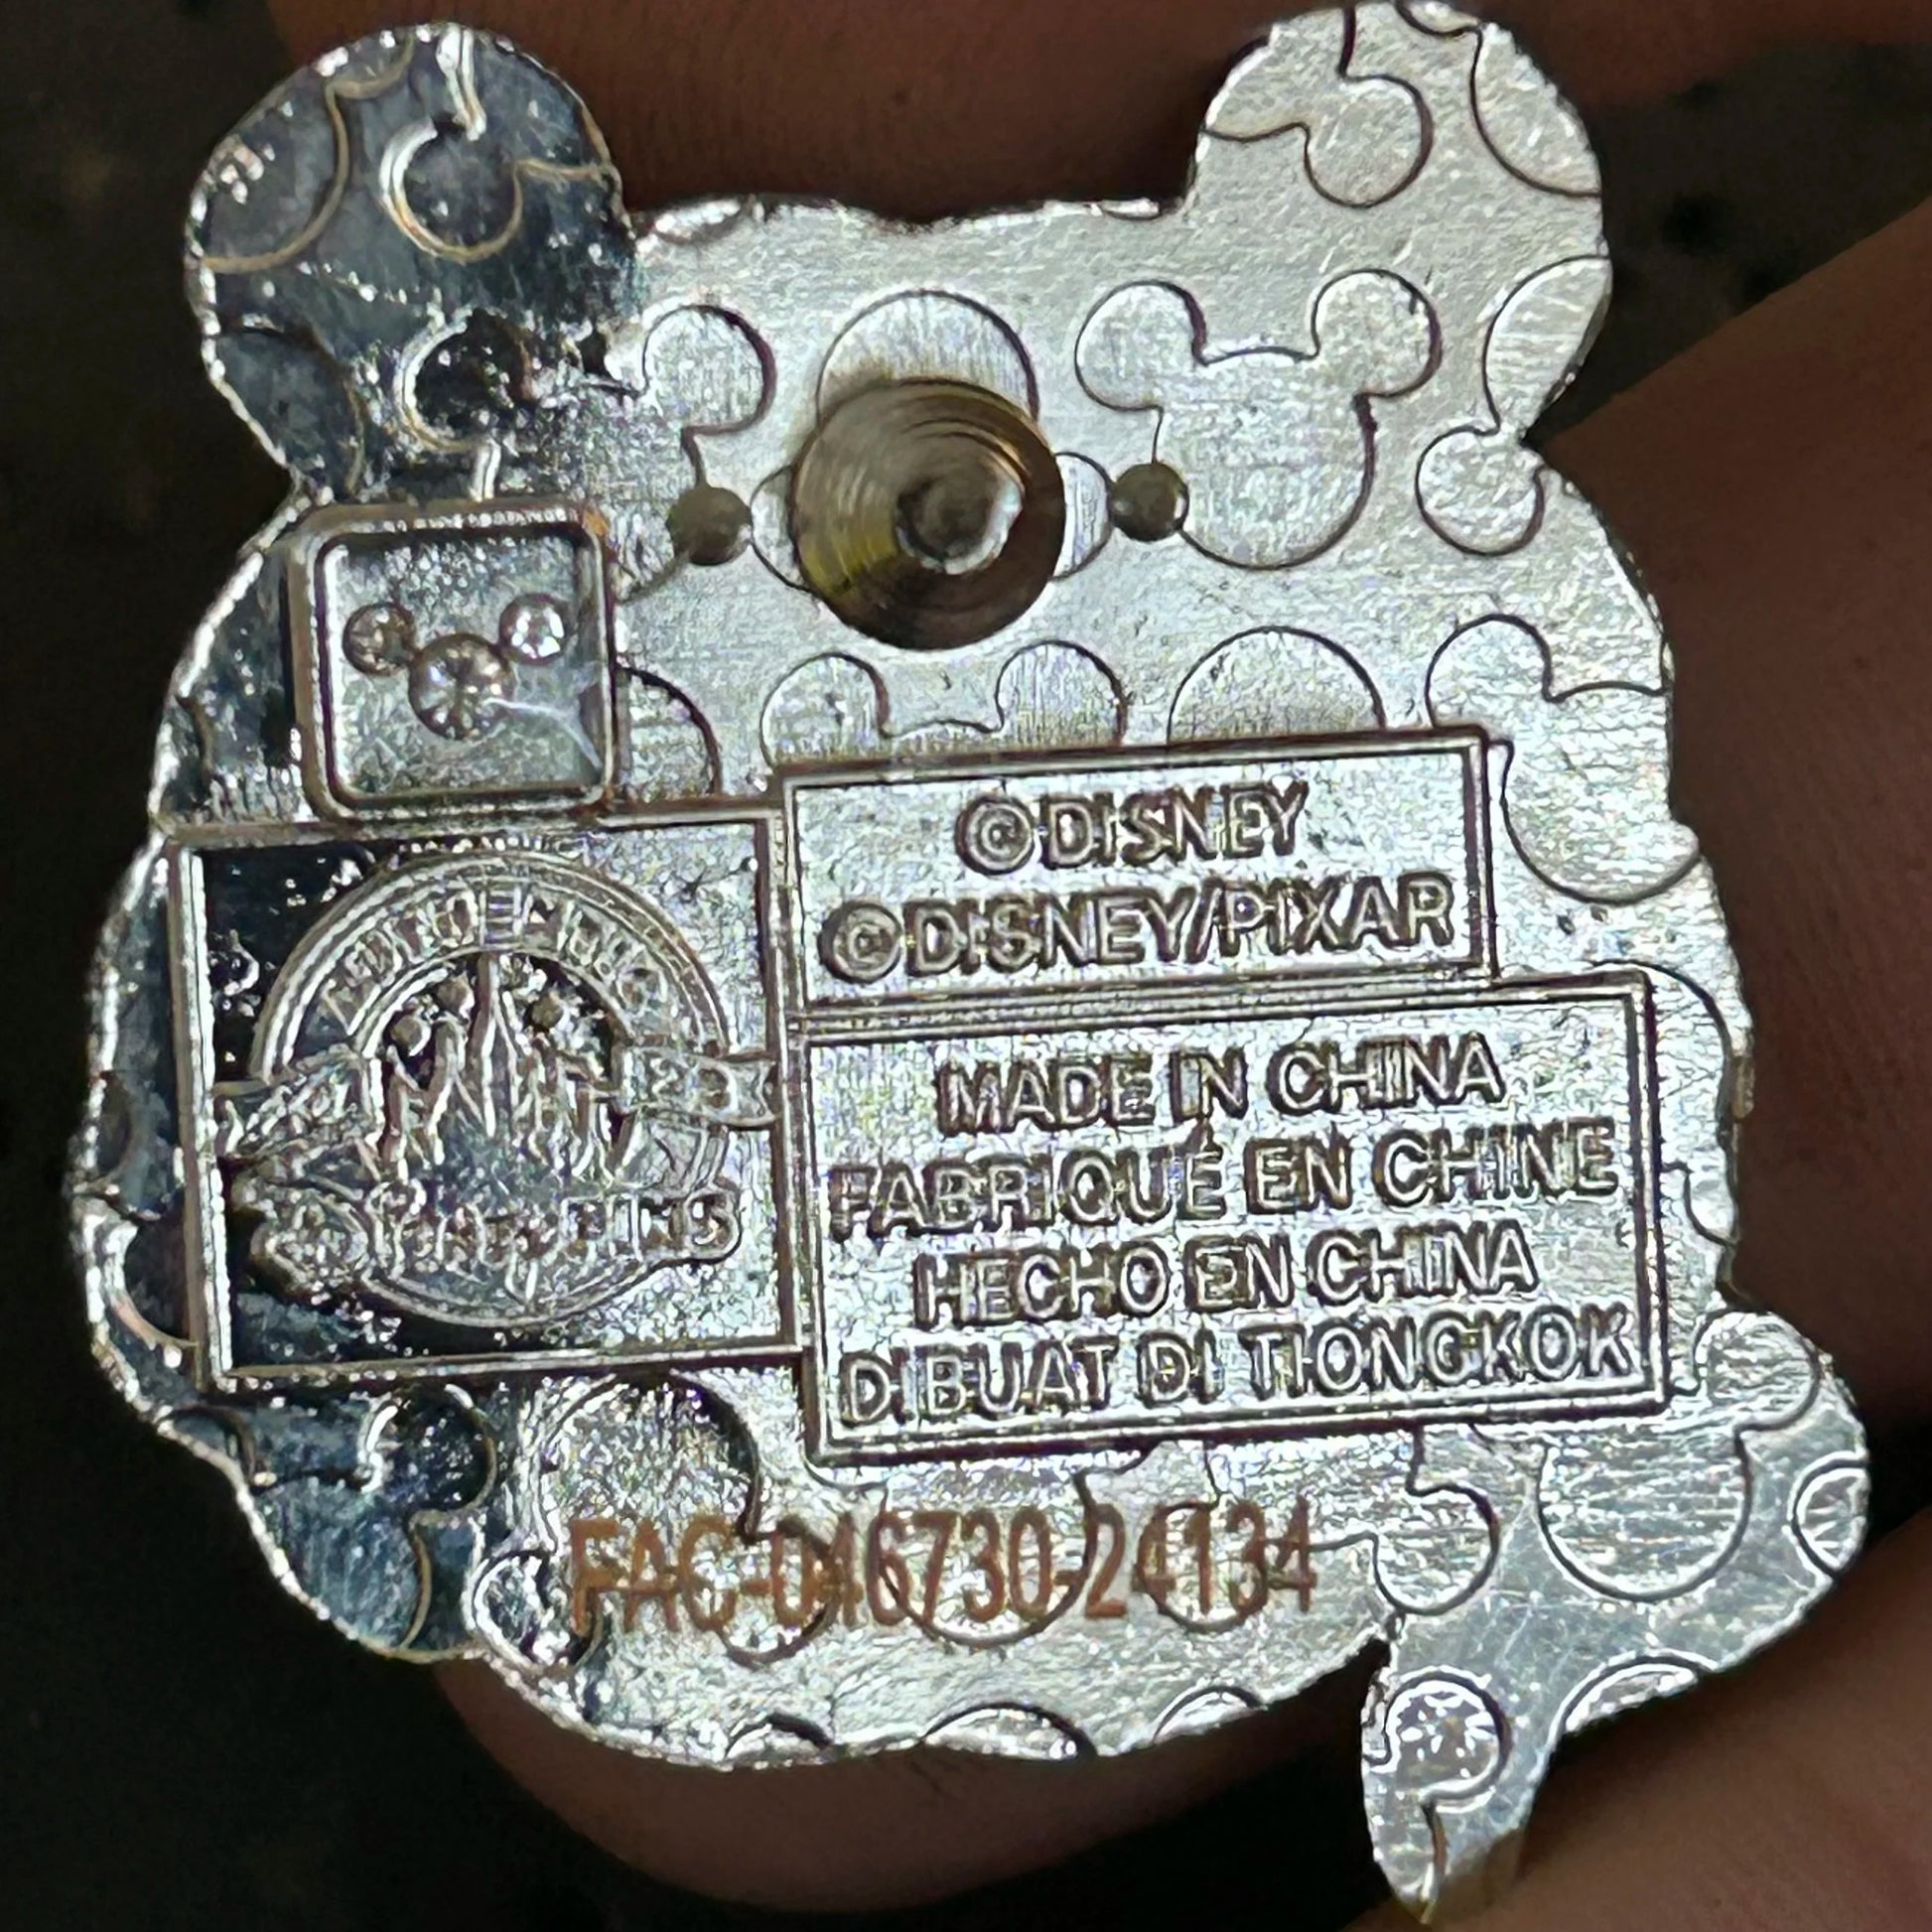 ©DISNEY
©DISNEY/PIXAR
MADE IN CHINA
FABRIQUÉ EN CHINE
HECHO EN CHINA
DIBUAT DI TIONGKOK
FAC-046730-24134